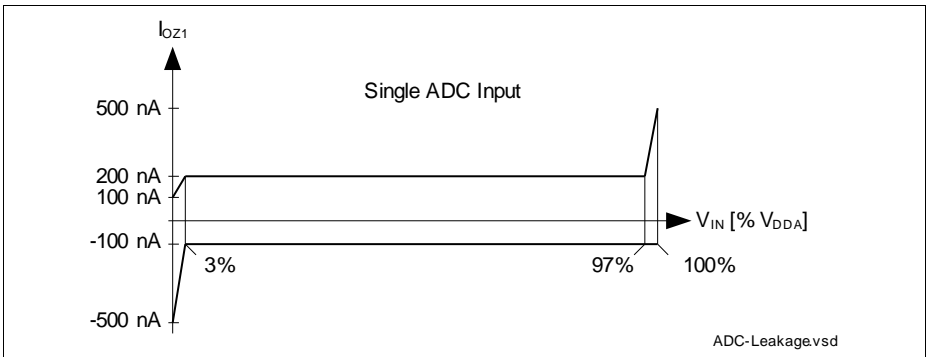 I_OZ1
Single ADC Input
500 nA
200 nA
100 nA
V_IN [% V_DDA]
-100 nA
3%
97%
100%
-500 nA
ADC-Leakage.vsd